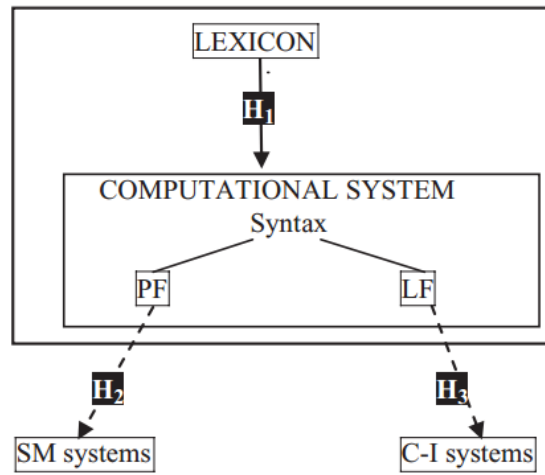 LEXICON
H₁
COMPUTATIONAL SYSTEM
Syntax
PF LF
H₂ H₃
SM systems C-I systems